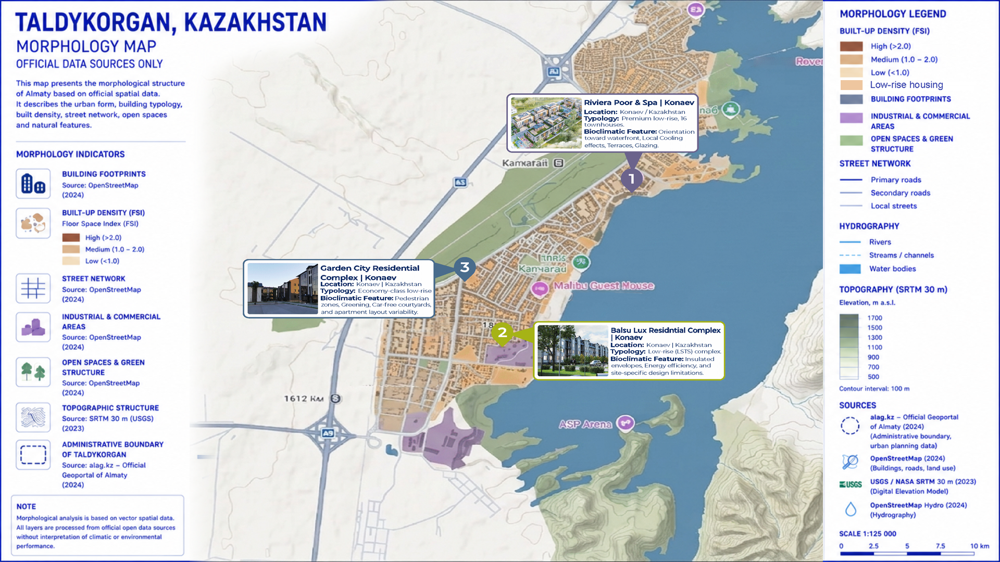 TALDYKORGAN, KAZAKHSTAN
MORPHOLOGY MAP
OFFICIAL DATA SOURCES ONLY
This map presents the morphological structure
of Almaty based on official spatial data.
It describes the urban form, building typology,
built density, street network, open spaces
and natural features.
MORPHOLOGY INDICATORS
BUILDING FOOTPRINTS
Source: OpenStreetMap
(2024)
BUILT-UP DENSITY (FSI)
Floor Space Index (FSI)
High (>2.0)
Medium (1.0 – 2.0)
Low (<1.0)
STREET NETWORK
Source: OpenStreetMap
(2024)
INDUSTRIAL & COMMERCIAL
AREAS
Source: OpenStreetMap
(2024)
OPEN SPACES & GREEN
STRUCTURE
Source: OpenStreetMap
(2024)
TOPOGRAPHIC STRUCTURE
Source: SRTM 30 m (USGS)
(2023)
ADMINISTRATIVE BOUNDARY
OF TALDYKORGAN
Source: alag.kz – Official
Geoportal of Almaty
(2024)
NOTE
Morphological analysis is based on vector spatial data.
All layers are processed from official open data sources
without interpretation of climatic or environmental
performance.
Riviera Poor & Spa | Konaev
Location: Konaev / Kazakhstan
Typology: Premium low-rise, 16
townhouses.
Bioclimatic Feature: Orientation
toward waterfront, Local Cooling
effects, Terraces, Glazing.
1
Garden City Residential
Complex | Konaev
Location: Konaev | Kazakhstan
Typology: Economy-class low-rise
Bioclimatic Feature: Pedestrian
zones, Greening, Car-free courtyards,
and apartment layout variability.
3
Malibu Guest Mouse
18
2
Balsu Lux Residntial Complex
| Konaev
Location: Konaev | Kazakhstan
Typology: Low-rise (LSTS) complex.
Bioclimatic Feature: Insulated
envelopes, Energy efficiency, and
site-specific design limitations.
1612 Км
S
A9
ASP Arena
MORPHOLOGY LEGEND
BUILT-UP DENSITY (FSI)
High (>2.0)
Medium (1.0 – 2.0)
Low (<1.0)
Low-rise housing
BUILDING FOOTPRINTS
INDUSTRIAL & COMMERCIAL
AREAS
OPEN SPACES & GREEN
STRUCTURE
STREET NETWORK
Primary roads
Secondary roads
Local streets
HYDROGRAPHY
Rivers
Streams / channels
Water bodies
TOPOGRAPHY (SRTM 30 m)
Elevation, m a.s.l.
1700
1500
1300
1100
900
700
500
Contour interval: 100 m
SOURCES
alag.kz – Official Geoportal
of Almaty (2024)
(Administrative boundary,
urban planning data)
OpenStreetMap (2024)
(Buildings, roads, land use)
USGS
USGS / NASA SRTM 30 m (2023)
(Digital Elevation Model)
OpenStreetMap Hydro (2024)
(Hydrography)
SCALE 1:125 000
0 2.5 5 7.5 10 km